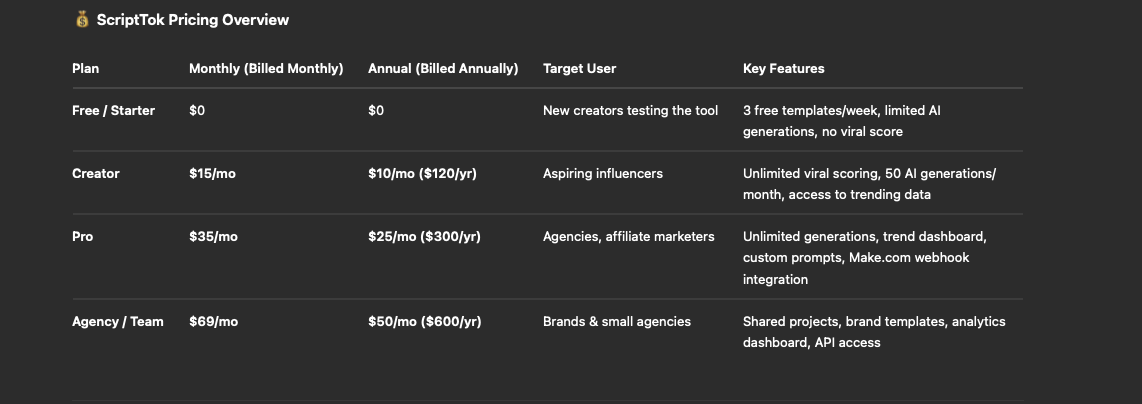 💰 ScriptTok Pricing Overview
Plan Monthly (Billed Monthly) Annual (Billed Annually) Target User Key Features
Free / Starter $0 $0 New creators testing the tool 3 free templates/week, limited AI
generations, no viral score
Creator $15/mo $10/mo ($120/yr) Aspiring influencers Unlimited viral scoring, 50 AI generations/
month, access to trending data
Pro $35/mo $25/mo ($300/yr) Agencies, affiliate marketers Unlimited generations, trend dashboard,
custom prompts, Make.com webhook
integration
Agency / Team $69/mo $50/mo ($600/yr) Brands & small agencies Shared projects, brand templates, analytics
dashboard, API access